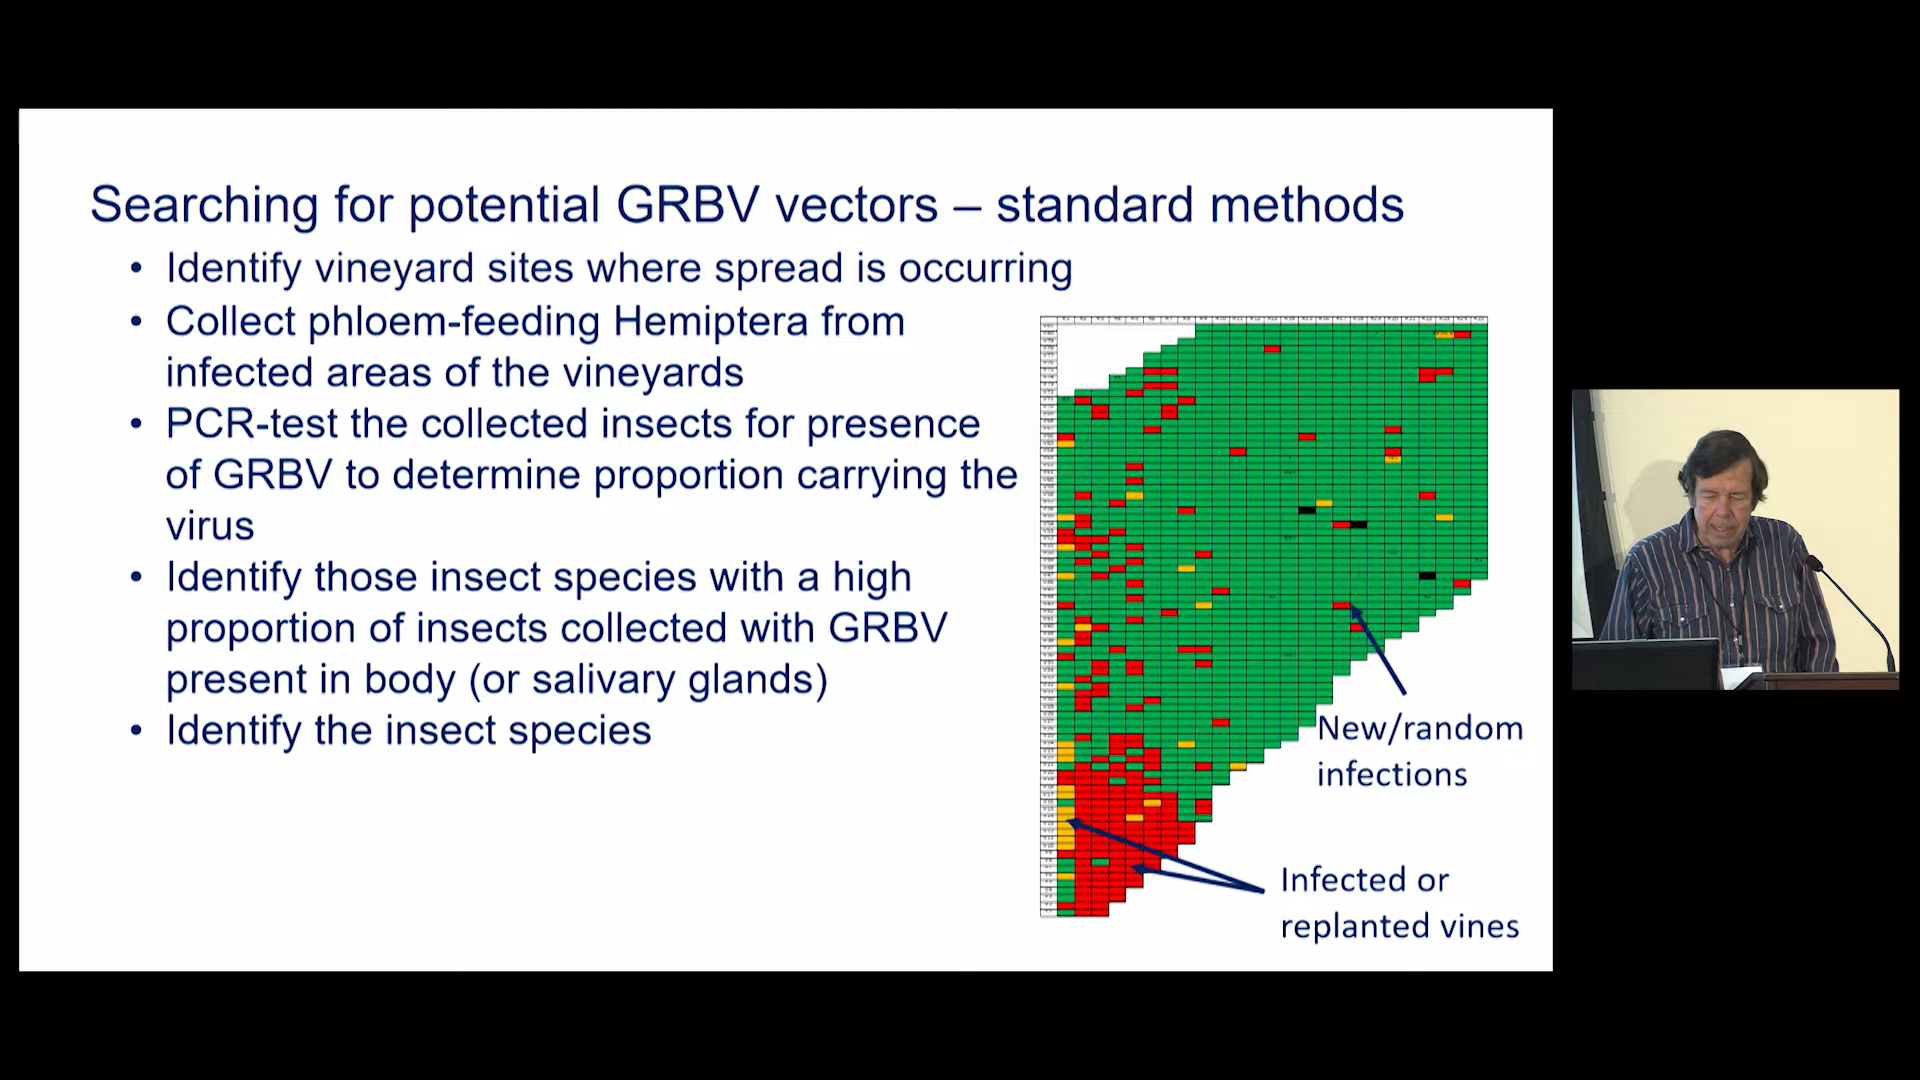 Searching for potential GRBV vectors – standard methods
• Identify vineyard sites where spread is occurring
• Collect phloem-feeding Hemiptera from
infected areas of the vineyards
• PCR-test the collected insects for presence
of GRBV to determine proportion carrying the
virus
• Identify those insect species with a high
proportion of insects collected with GRBV
present in body (or salivary glands)
• Identify the insect species
New/random
infections
Infected or
replanted vines